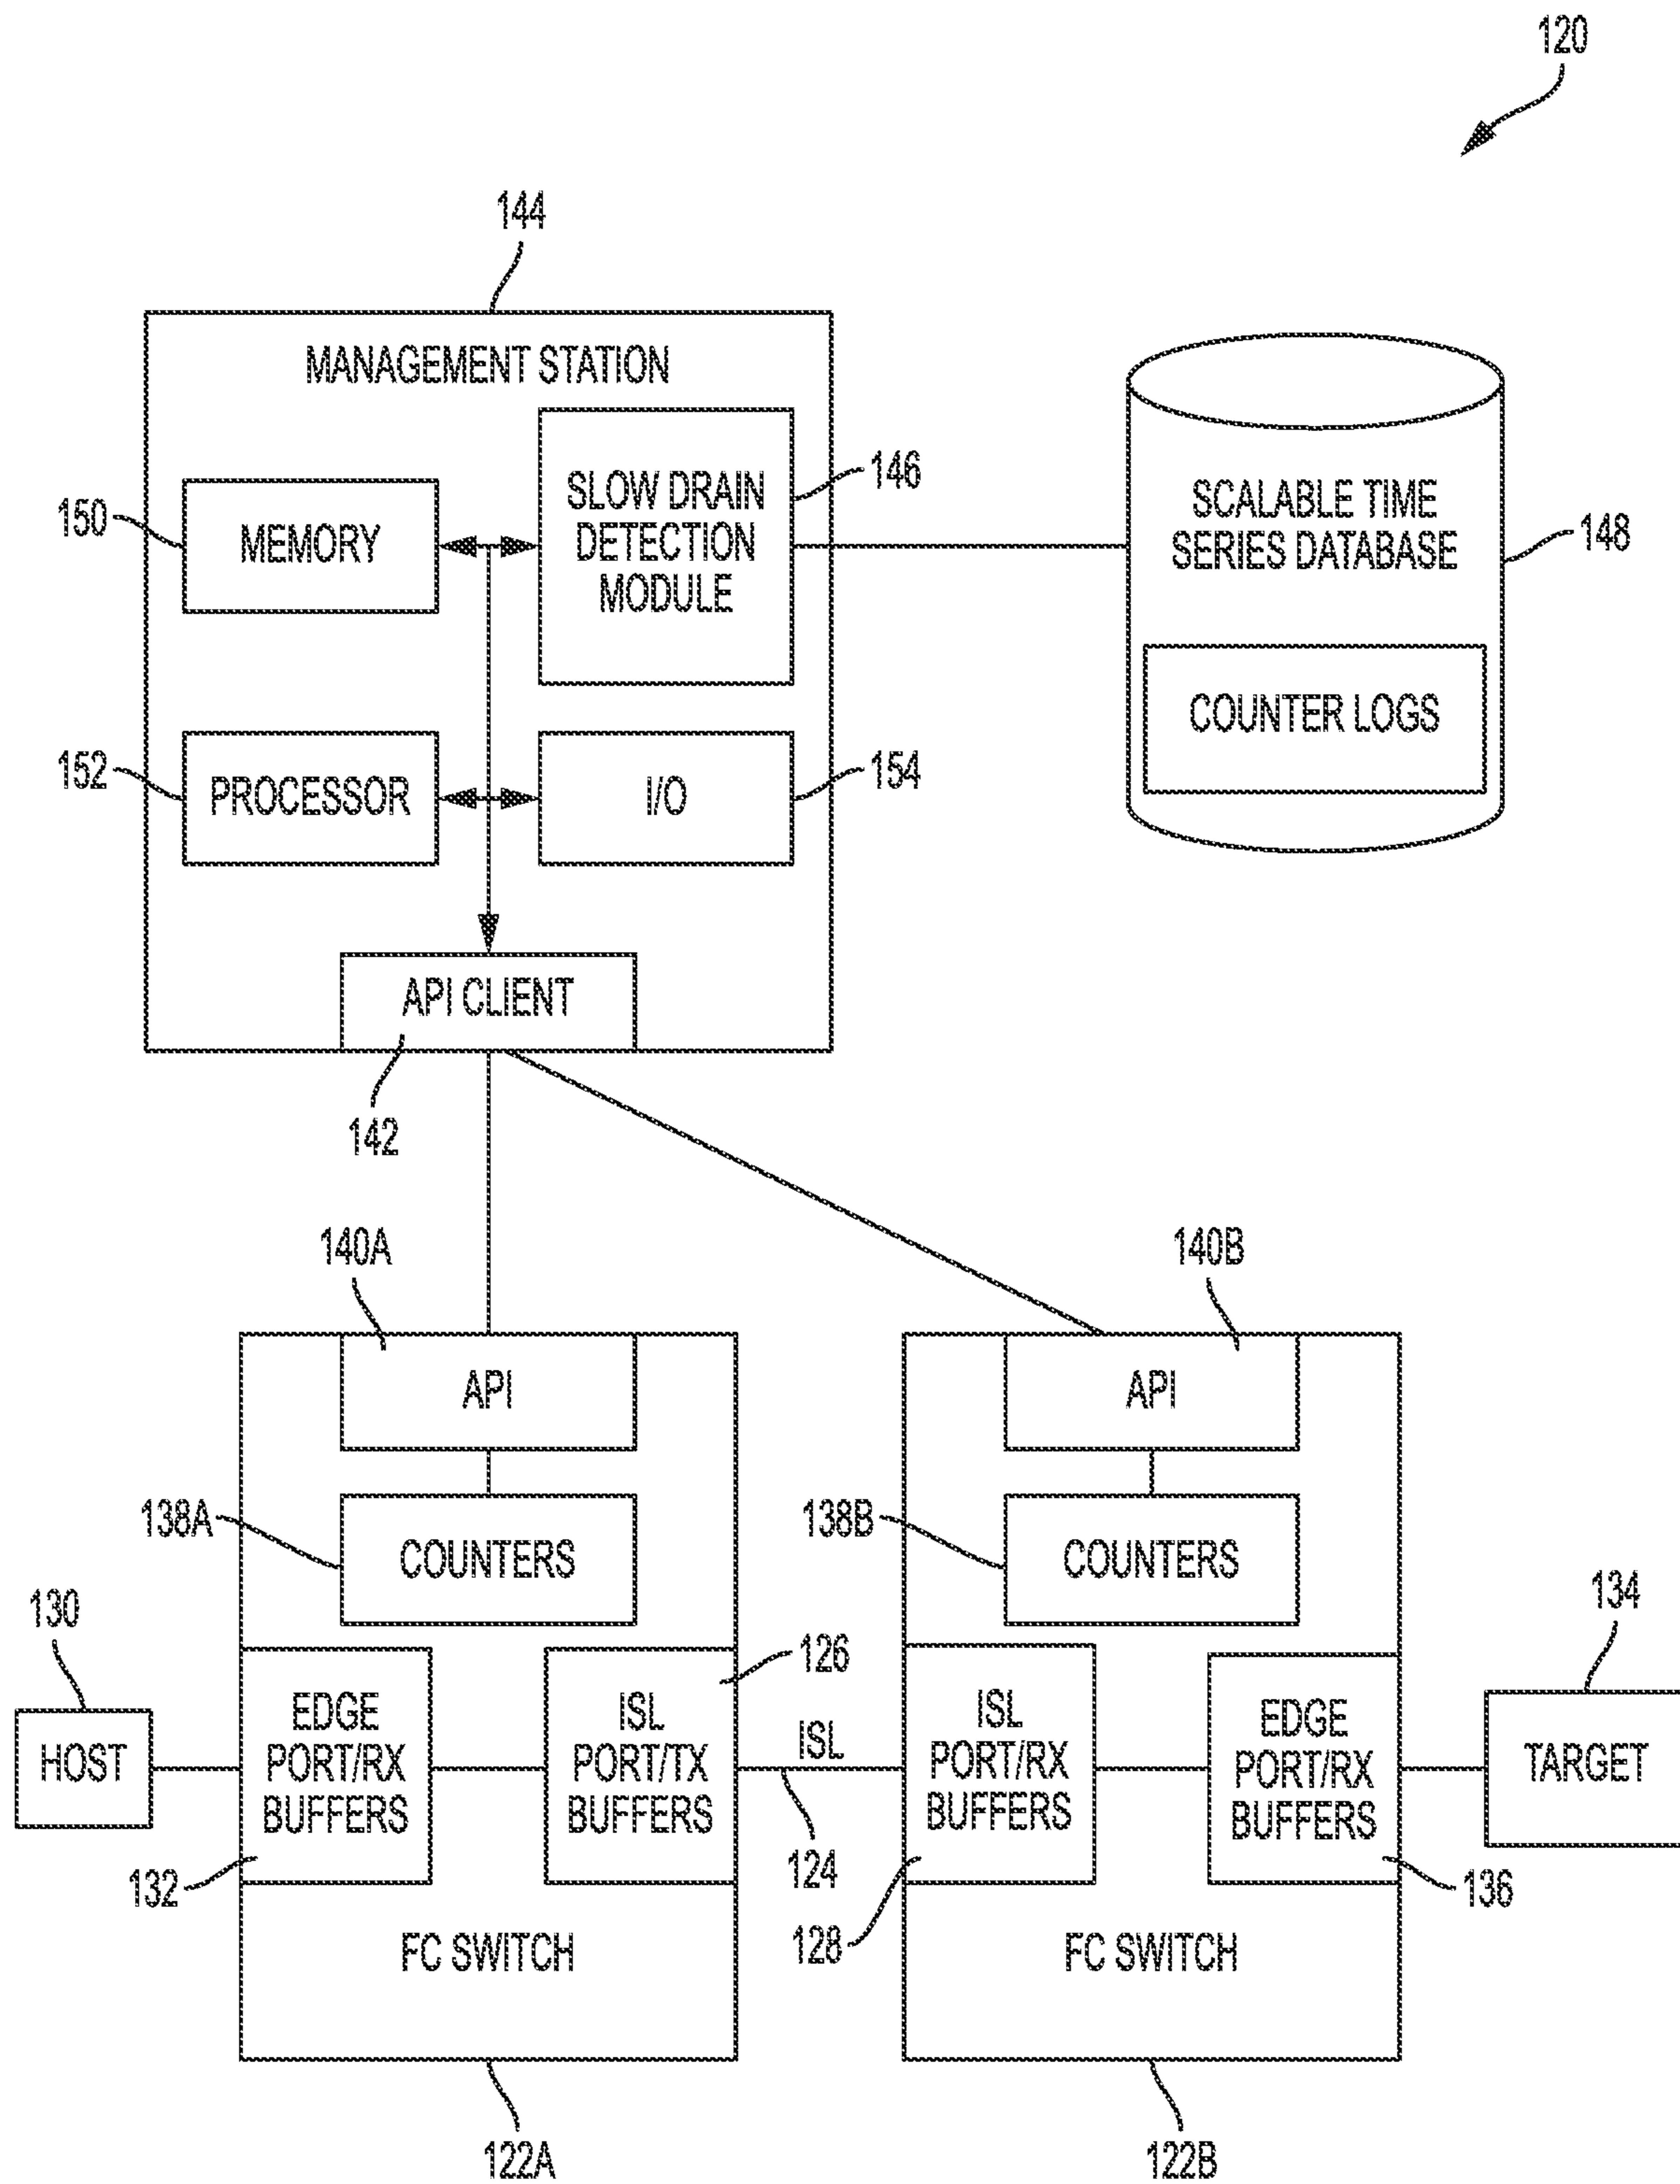 120
144
MANAGEMENT STATION
150
MEMORY
SLOW DRAIN
DETECTION
MODULE
146
SCALABLE TIME
SERIES DATABASE
148
COUNTER LOGS
152
PROCESSOR
I/O
154
API CLIENT
142
140A
140B
API
API
138A
COUNTERS
138B
COUNTERS
130
HOST
EDGE
PORT/RX
BUFFERS
132
126
ISL
PORT/TX
BUFFERS
ISL
124
ISL
PORT/RX
BUFFERS
128
EDGE
PORT/RX
BUFFERS
136
134
TARGET
FC SWITCH
FC SWITCH
122A
122B